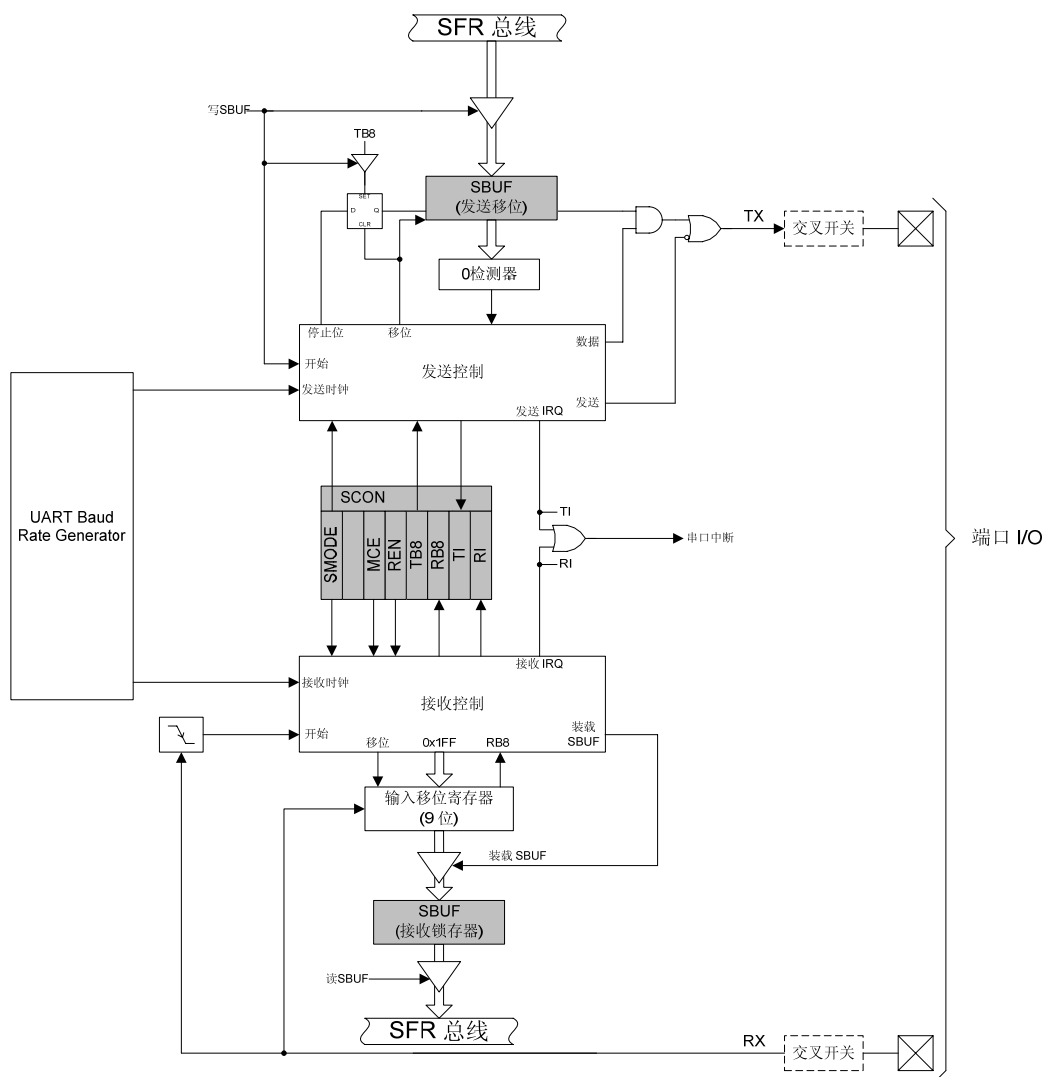 SFR 总线
写SBUF
TB8
SET
D Q
CLR
SBUF
(发送移位)
TX
交叉开关
0检测器
停止位
移位
数据
开始
发送控制
发送时钟
发送
发送 IRQ
UART Baud
Rate Generator
SCON
SMODE
MCE
REN
TB8
RB8
TI
RI
TI
串口中断
RI
端口 I/O
接收 IRQ
接收时钟
接收控制
开始
装载
SBUF
移位
0x1FF
RB8
输入移位寄存器
(9 位)
装载 SBUF
SBUF
(接收锁存器)
读SBUF
SFR 总线
RX
交叉开关